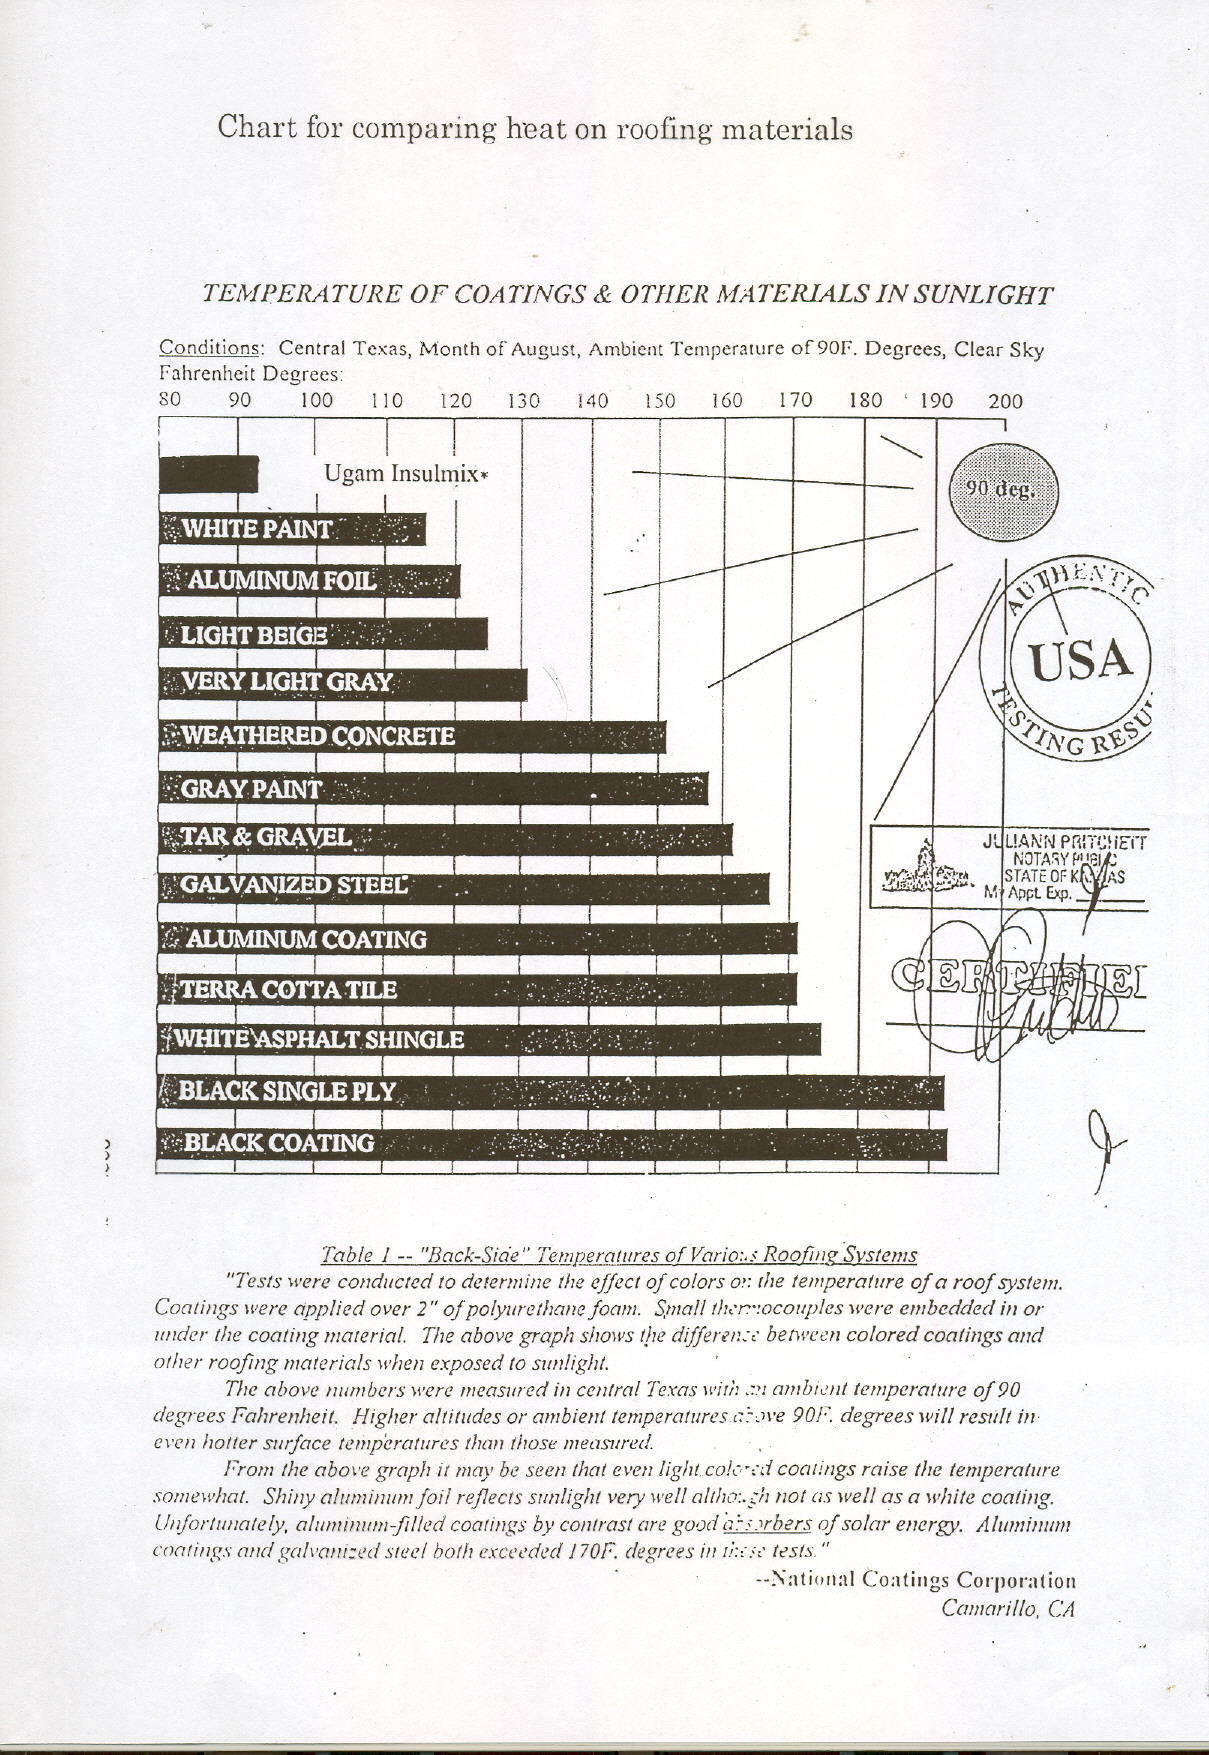 Chart for comparing heat on roofing materials
TEMPERATURE OF COATINGS & OTHER MATERIALS IN SUNLIGHT
Conditions: Central Texas, Month of August, Ambient Temperature of 90F. Degrees, Clear Sky
Fahrenheit Degrees:
80 90 100 110 120 130 140 150 160 170 180 190 200
Ugam Insulmix*
90 deg.
WHITE PAINT
ALUMINUM FOIL
LIGHT BEIGE
VERY LIGHT GRAY
WEATHERED CONCRETE
GRAY PAINT
TAR & GRAVEL
GALVANIZED STEEL
ALUMINUM COATING
TERRA COTTA TILE
WHITE ASPHALT SHINGLE
BLACK SINGLE PLY
BLACK COATING
AUTHENTIC
USA
TESTING RESU
JULIANN PRITCHETT
NOTARY PUBLIC
STATE OF KANSAS
My Appt. Exp.
CERTIFIED
Table 1 -- "Back-Side" Temperatures of Various Roofing Systems
"Tests were conducted to determine the effect of colors on the temperature of a roof system.
Coatings were applied over 2" of polyurethane foam. Small thermocouples were embedded in or
under the coating material. The above graph shows the difference between colored coatings and
other roofing materials when exposed to sunlight.
The above numbers were measured in central Texas with an ambient temperature of 90
degrees Fahrenheit. Higher altitudes or ambient temperatures above 90F. degrees will result in
even hotter surface temperatures than those measured.
From the above graph it may be seen that even light colored coatings raise the temperature
somewhat. Shiny aluminum foil reflects sunlight very well although not as well as a white coating.
Unfortunately, aluminum-filled coatings by contrast are good absorbers of solar energy. Aluminum
coatings and galvanized steel both exceeded 170F. degrees in these tests."
--National Coatings Corporation
Camarillo, CA